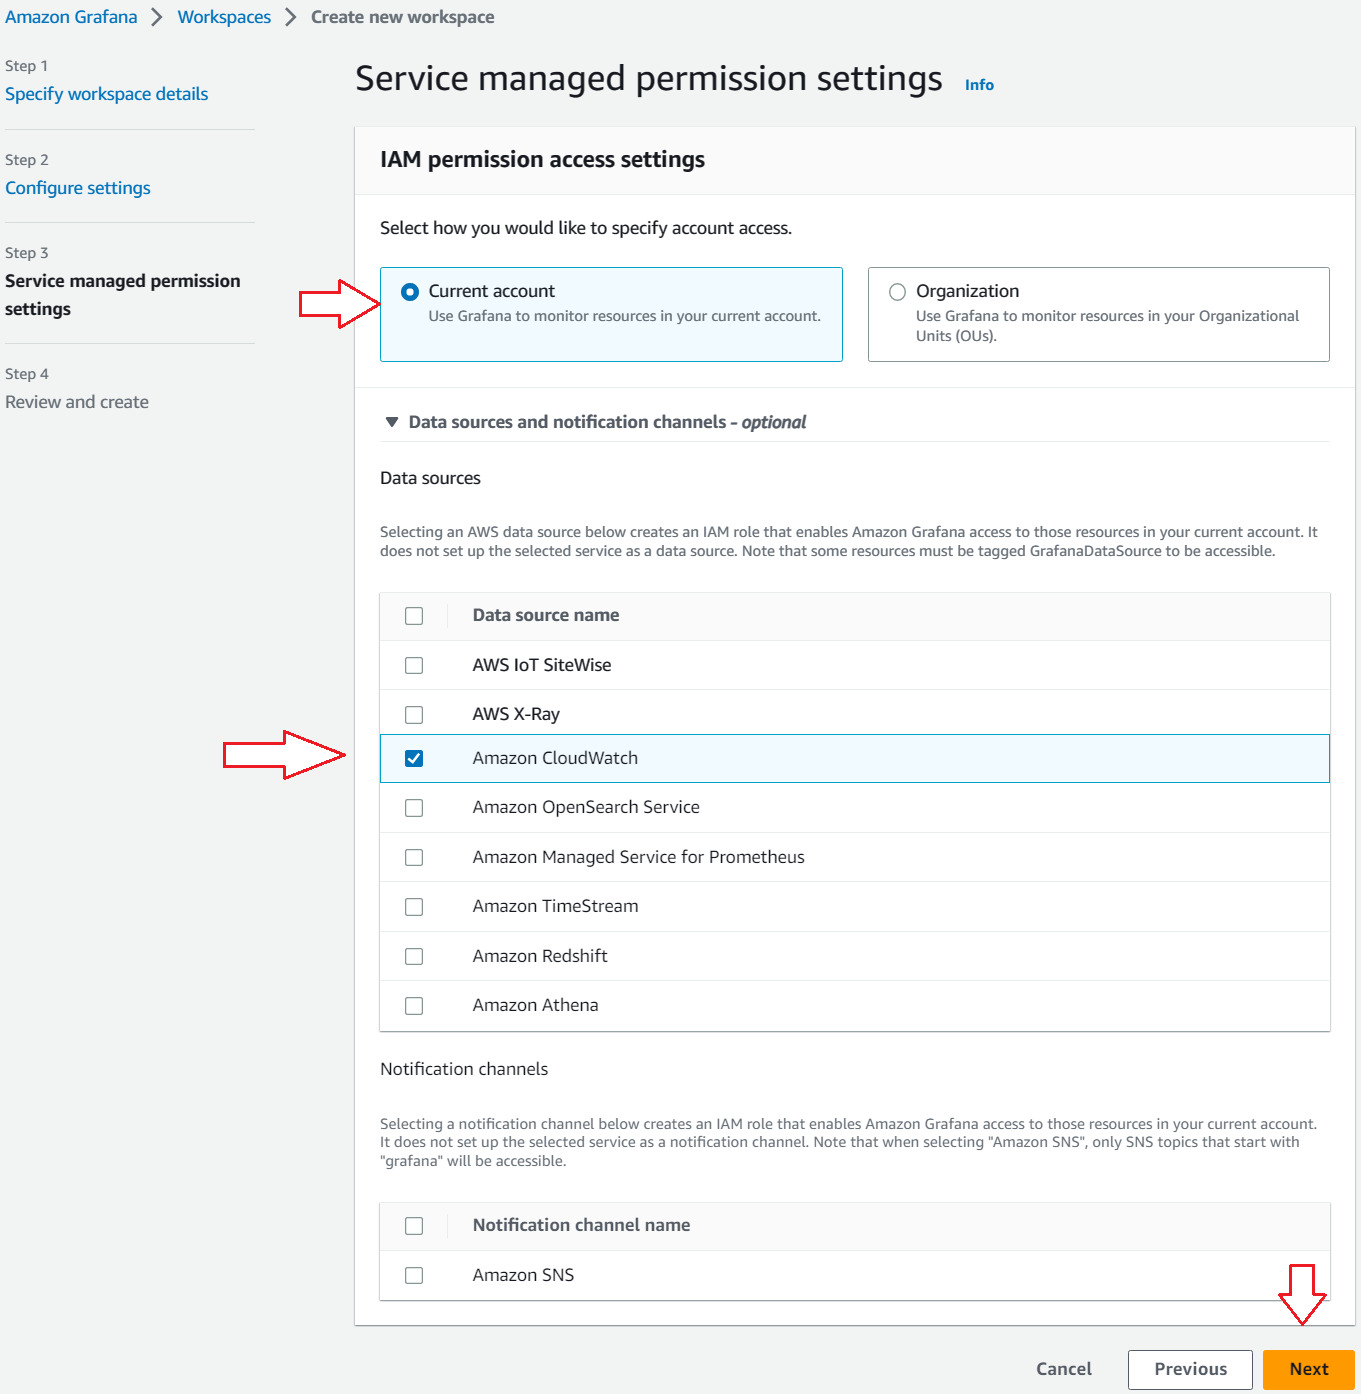 Amazon Grafana > Workspaces > Create new workspace
Step 1
Specify workspace details
Step 2
Configure settings
Step 3
Service managed permission
settings
Step 4
Review and create
Service managed permission settings Info
IAM permission access settings
Select how you would like to specify account access.
Current account
Use Grafana to monitor resources in your current account.
Organization
Use Grafana to monitor resources in your Organizational
Units (OUs).
Data sources and notification channels - optional
Data sources
Selecting an AWS data source below creates an IAM role that enables Amazon Grafana access to those resources in your current account. It
does not set up the selected service as a data source. Note that some resources must be tagged GrafanaDataSource to be accessible.
Data source name
AWS IoT SiteWise
AWS X-Ray
Amazon CloudWatch
Amazon OpenSearch Service
Amazon Managed Service for Prometheus
Amazon TimeStream
Amazon Redshift
Amazon Athena
Notification channels
Selecting a notification channel below creates an IAM role that enables Amazon Grafana access to those resources in your current account.
It does not set up the selected service as a notification channel. Note that when selecting "Amazon SNS", only SNS topics that start with
"grafana" will be accessible.
Notification channel name
Amazon SNS
Cancel Previous Next